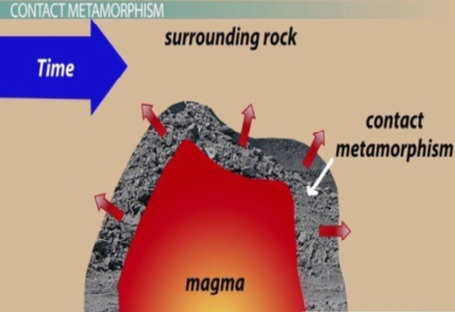 CONTACT METAMORPHISM
surrounding rock
Time
contact
metamorphism
magma